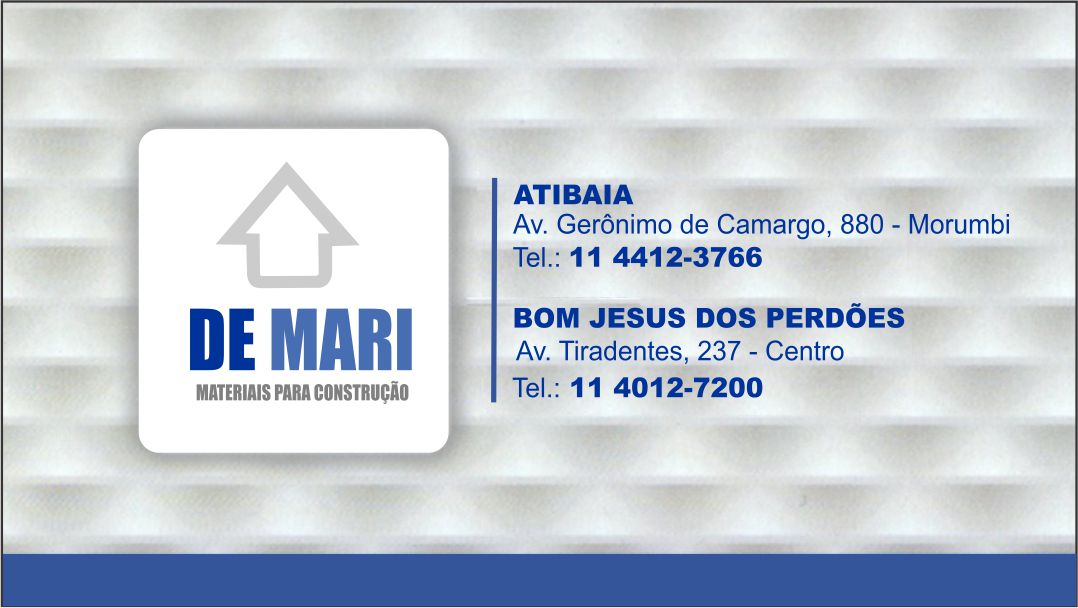 DE MARI
MATERIAIS PARA CONSTRUÇÃO
ATIBAIA
Av. Gerônimo de Camargo, 880 - Morumbi
Tel.: 11 4412-3766
BOM JESUS DOS PERDÕES
Av. Tiradentes, 237 - Centro
Tel.: 11 4012-7200